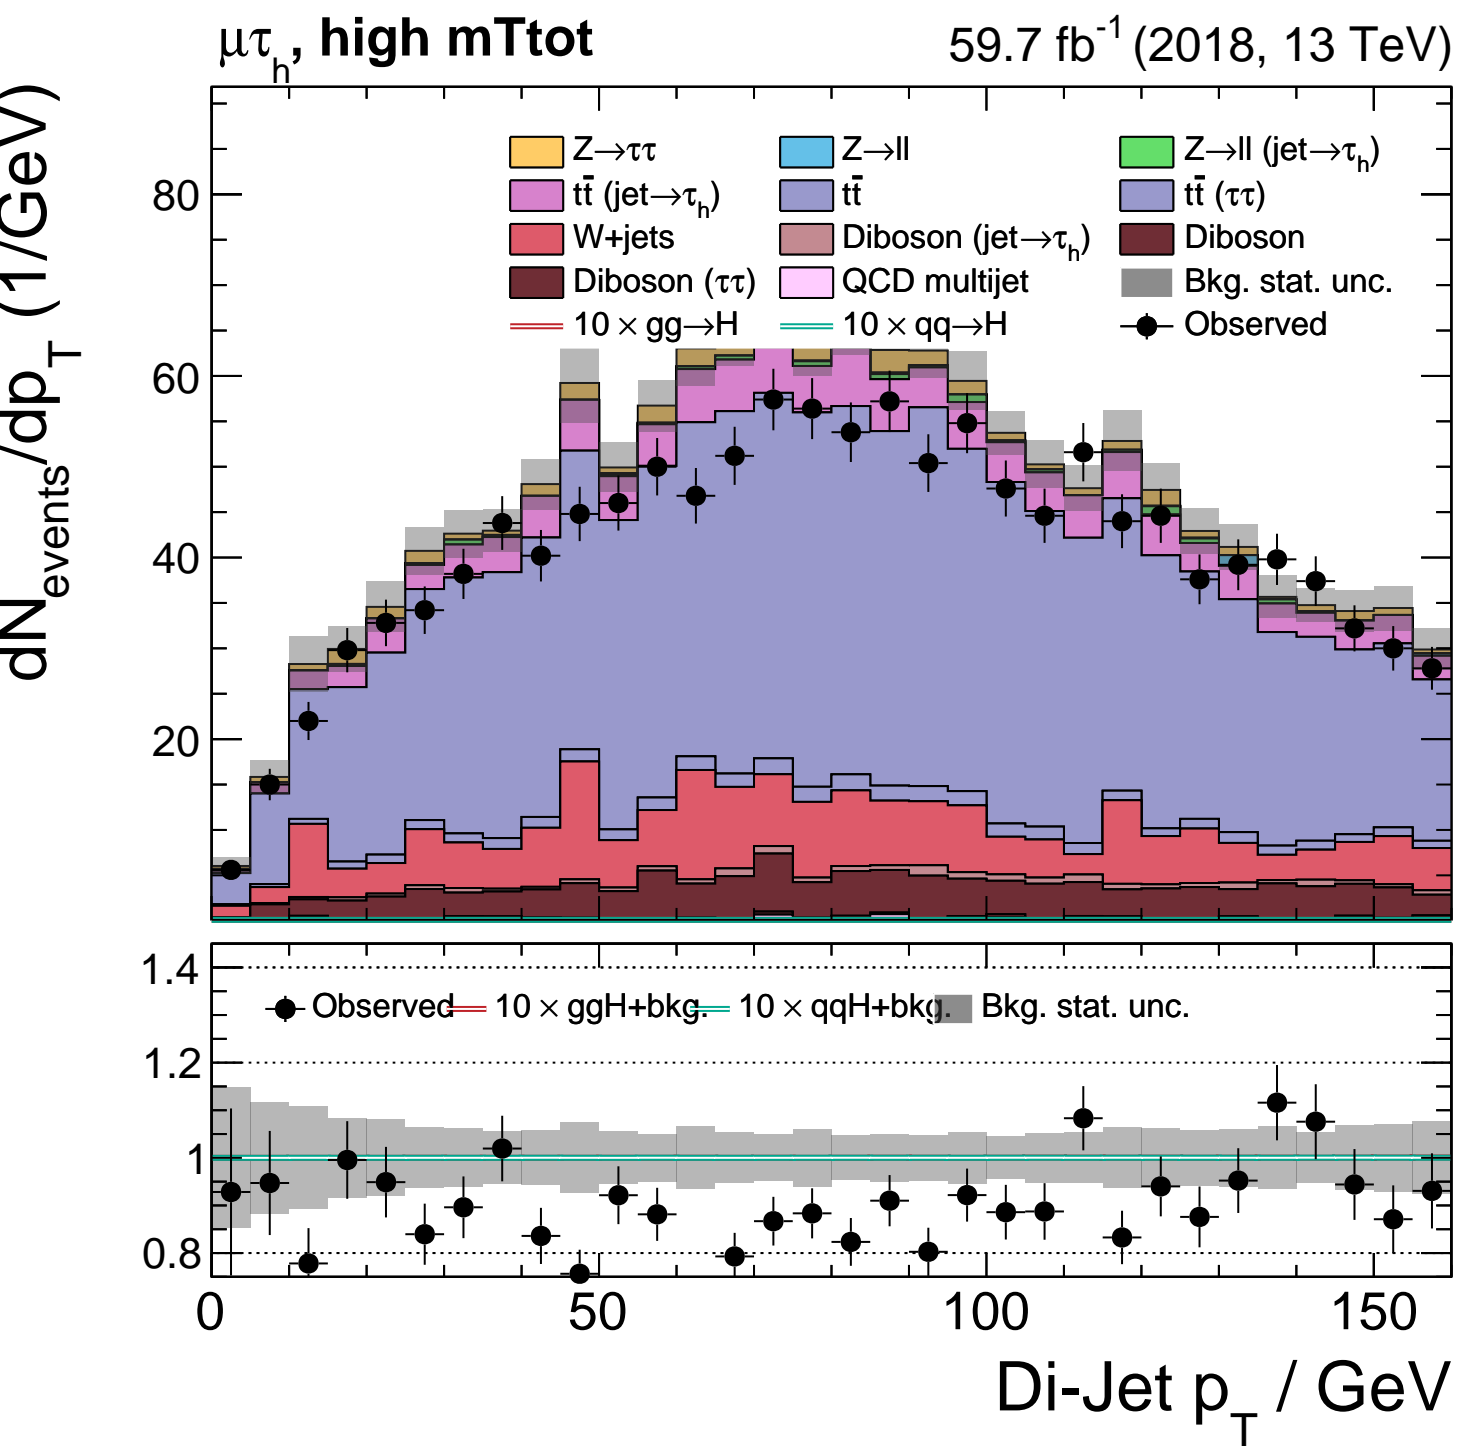 μτh, high mTtot 59.7 fb-1 (2018, 13 TeV)
dNevents/dpT (1/GeV)
Z→ττ Z→ll Z→ll (jet→τh)
tt̄ (jet→τh) tt̄ tt̄ (ττ)
W+jets Diboson (jet→τh) Diboson
Diboson (ττ) QCD multijet Bkg. stat. unc.
10 × gg→H 10 × qq→H Observed
80
60
40
20
1.4
Observed 10 × ggH+bkg. 10 × qqH+bkg. Bkg. stat. unc.
1.2
1
0.8
0 50 100 150
Di-Jet pT / GeV